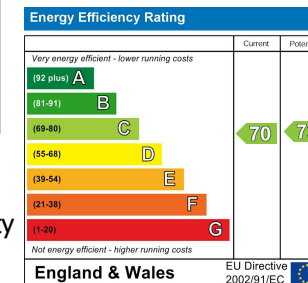 Energy Efficiency Rating
Current
Very energy efficient - lower running costs
(92 plus) A
(81-91) B
(69-80) C 70
(55-68) D
(39-54) E
(21-38) F
(1-20) G
Not energy efficient - higher running costs
England & Wales
EU Directive
2002/91/EC